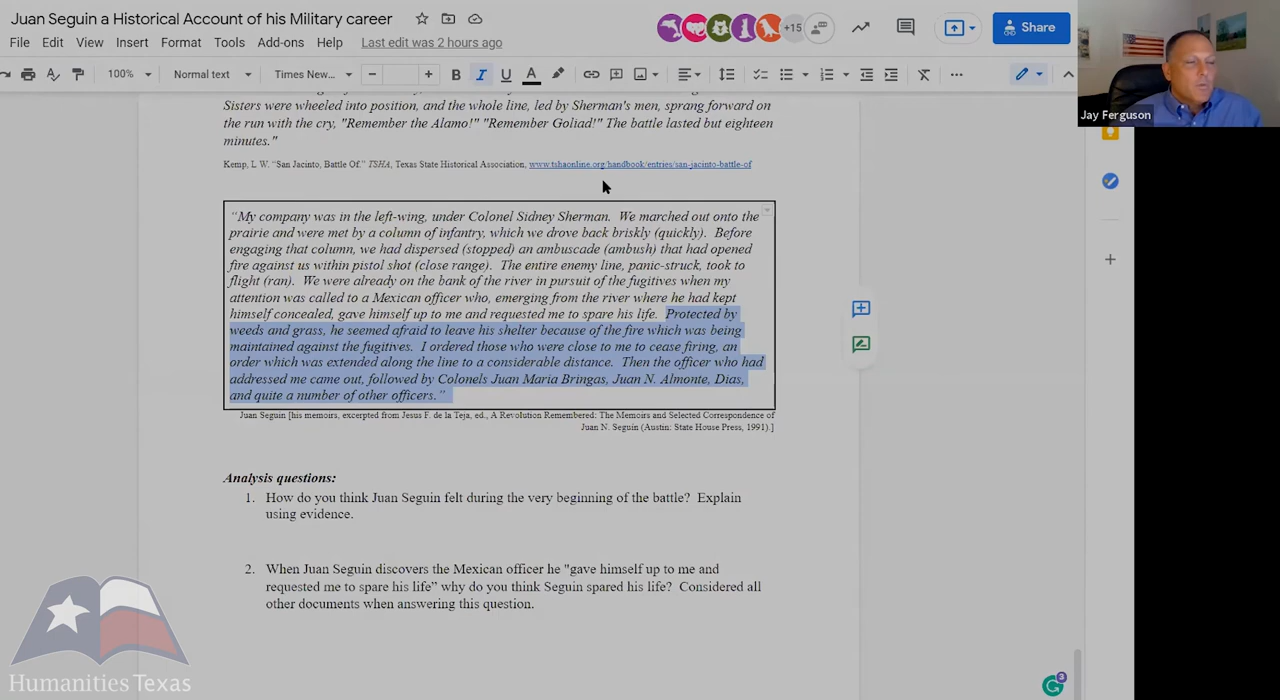 Juan Seguin a Historical Account of his Military career
+15
Share
File Edit View Insert Format Tools Add-ons Help Last edit was 2 hours ago
100% Normal text Times New... B I U A
Jay Ferguson
Sisters were wheeled into position, and the whole line, led by Sherman's men, sprang forward on
the run with the cry, "Remember the Alamo!" "Remember Goliad!" The battle lasted but eighteen
minutes."
Kemp, L W. "San Jacinto, Battle Of." TSHA, Texas State Historical Association, www.tshaonline.org/handbook/entries/san-jacinto-battle-of
"My company was in the left-wing, under Colonel Sidney Sherman. We marched out onto the
prairie and were met by a column of infantry, which we drove back briskly (quickly). Before
engaging that column, we had dispersed (stopped) an ambuscade (ambush) that had opened
fire against us within pistol shot (close range). The entire enemy line, panic-struck, took to
flight (ran). We were already on the bank of the river in pursuit of the fugitives when my
attention was called to a Mexican officer who, emerging from the river where he had kept
himself concealed, gave himself up to me and requested me to spare his life. Protected by
weeds and grass, he seemed afraid to leave his shelter because of the fire which was being
maintained against the fugitives. I ordered those who were close to me to cease firing, an
order which was extended along the line to a considerable distance. Then the officer who had
addressed me came out, followed by Colonels Juan Maria Bringas, Juan N. Almonte, Dias,
and quite a number of other officers."
Juan Seguin [his memoirs, excerpted from Jesus F. de la Teja, ed., A Revolution Remembered: The Memoirs and Selected Correspondence of
Juan N. Seguin (Austin: State House Press, 1991).]
Analysis questions:
1. How do you think Juan Seguin felt during the very beginning of the battle? Explain
using evidence.
2. When Juan Seguin discovers the Mexican officer he "gave himself up to me and
requested me to spare his life" why do you think Seguin spared his life? Considered all
other documents when answering this question.
Humanities Texas
3